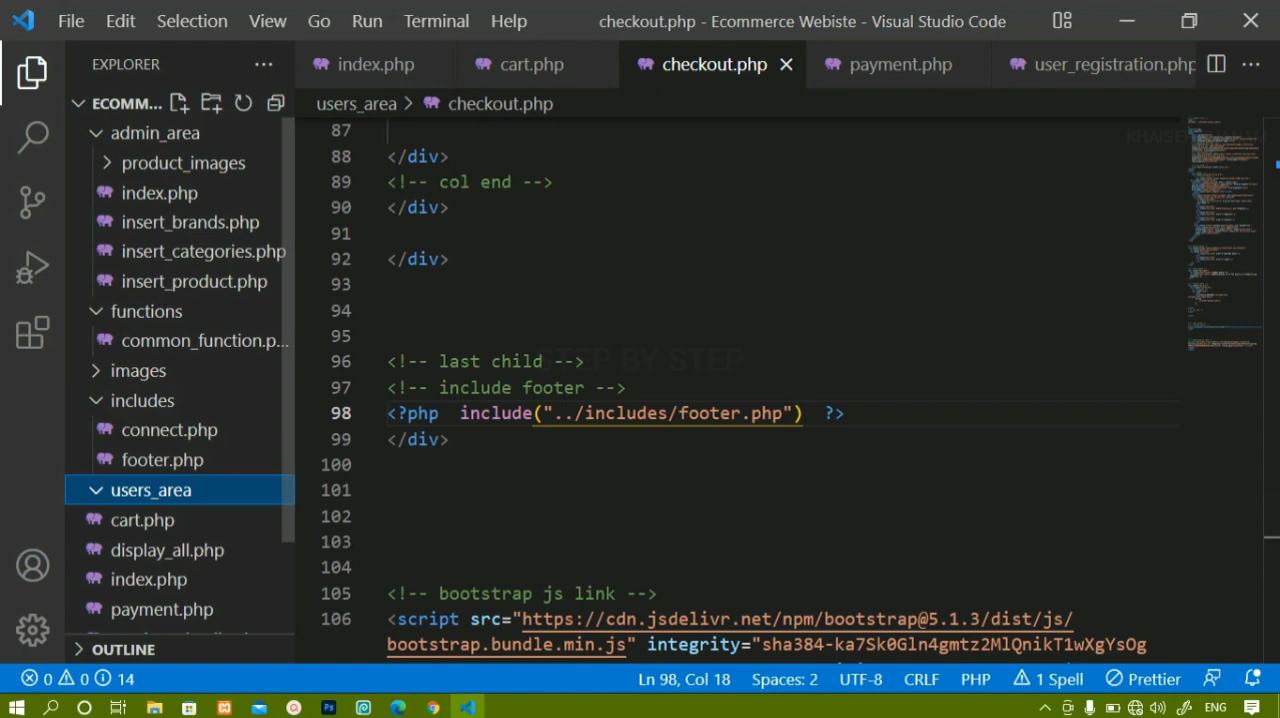 File Edit Selection View Go Run Terminal Help checkout.php - Ecommerce Webiste - Visual Studio Code
EXPLORER
index.php cart.php checkout.php payment.php user_registration.php
ECOMM...
users_area > checkout.php
admin_area
product_images
index.php
insert_brands.php
insert_categories.php
insert_product.php
functions
common_function.p...
images
includes
connect.php
footer.php
users_area
cart.php
display_all.php
index.php
payment.php
OUTLINE
87
88 </div>
89 <!-- col end -->
90 </div>
91
92 </div>
93
94
95
96 <!-- last child -->
STEP BY STEP
97 <!-- include footer -->
98 <?php include("../includes/footer.php") ?>
99 </div>
100
101
102
103
104
105 <!-- bootstrap js link -->
106 <script src="https://cdn.jsdelivr.net/npm/bootstrap@5.1.3/dist/js/
bootstrap.bundle.min.js" integrity="sha384-ka7Sk0Gln4gmtz2MlQnikT1wXgYsOg
0 0 14 Ln 98, Col 18 Spaces: 2 UTF-8 CRLF PHP 1 Spell Prettier
Ps ENG